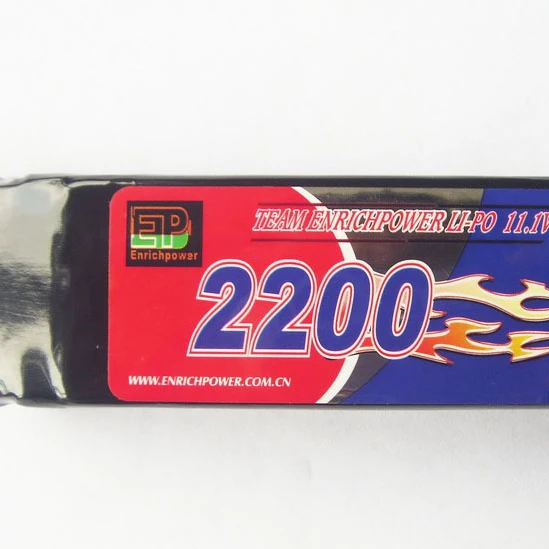 EP
Enrichpower
TEAM ENRICHPOWER LI-PO 11.1V
2200
WWW.ENRICHPOWER.COM.CN